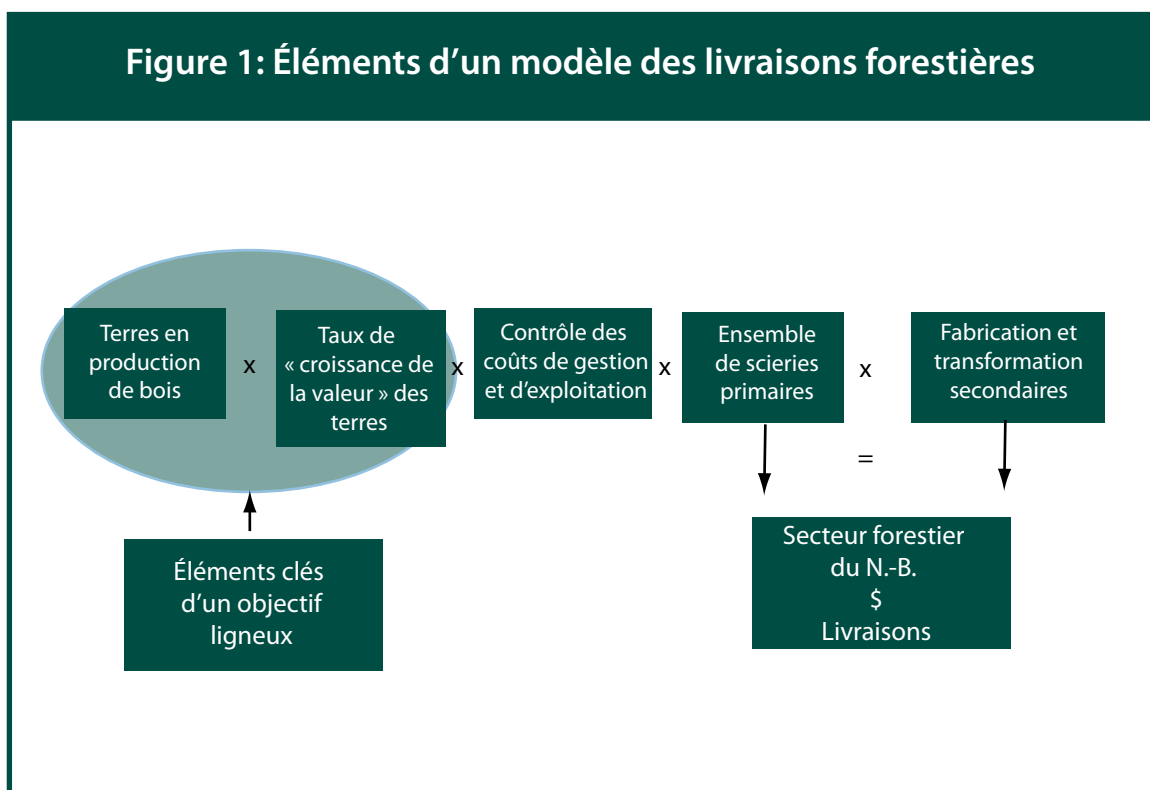 Figure 1: Éléments d’un modèle des livraisons forestières
Terres en
production
de bois
x
Taux de
« croissance de
la valeur » des
terres
x
Contrôle des
coûts de gestion
et d'exploitation
x
Ensemble
de scieries
primaires
x
Fabrication et
transformation
secondaires
=
Éléments clés
d’un objectif
ligneux
Secteur forestier
du N.-B.
$
Livraisons